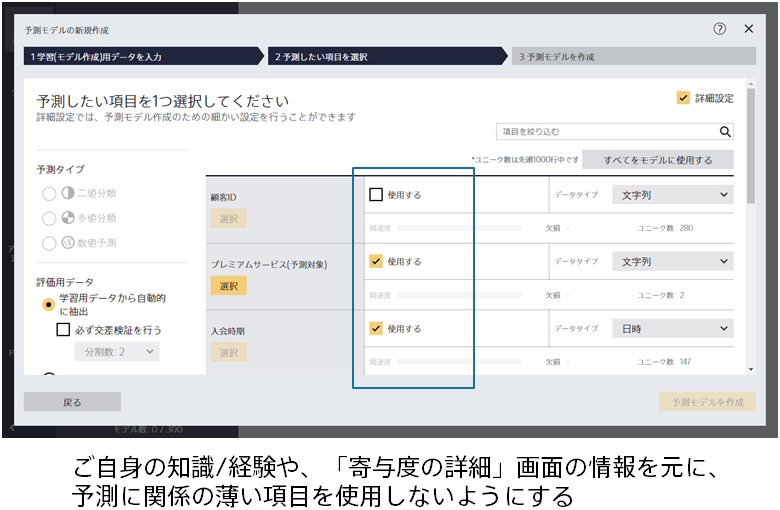 予測モデルの新規作成
1 学習(モデル作成)用データを入力
2 予測したい項目を選択
3 予測モデルを作成
予測したい項目を1つ選択してください
詳細設定では、予測モデル作成のための細かい設定を行うことができます
詳細設定
項目を絞り込む
*ユニーク数は先頭1000行中です
すべてをモデルに使用する
予測タイプ
二値分類
多値分類
数値予測
評価用データ
学習用データから自動的
に抽出
必ず交差検証を行う
分割数: 2
顧客ID
選択
使用する
データタイプ
文字列
関連度
欠損 -
ユニーク数 280
プレミアムサービス(予測対象)
選択
使用する
データタイプ
文字列
関連度
欠損 -
ユニーク数 2
入会時期
選択
使用する
データタイプ
日時
関連度
欠損 -
ユニーク数 147
戻る
予測モデルを作成
モデル数: 0 / 300
ご自身の知識/経験や、「寄与度の詳細」画面の情報を元に、
予測に関係の薄い項目を使用しないようにする